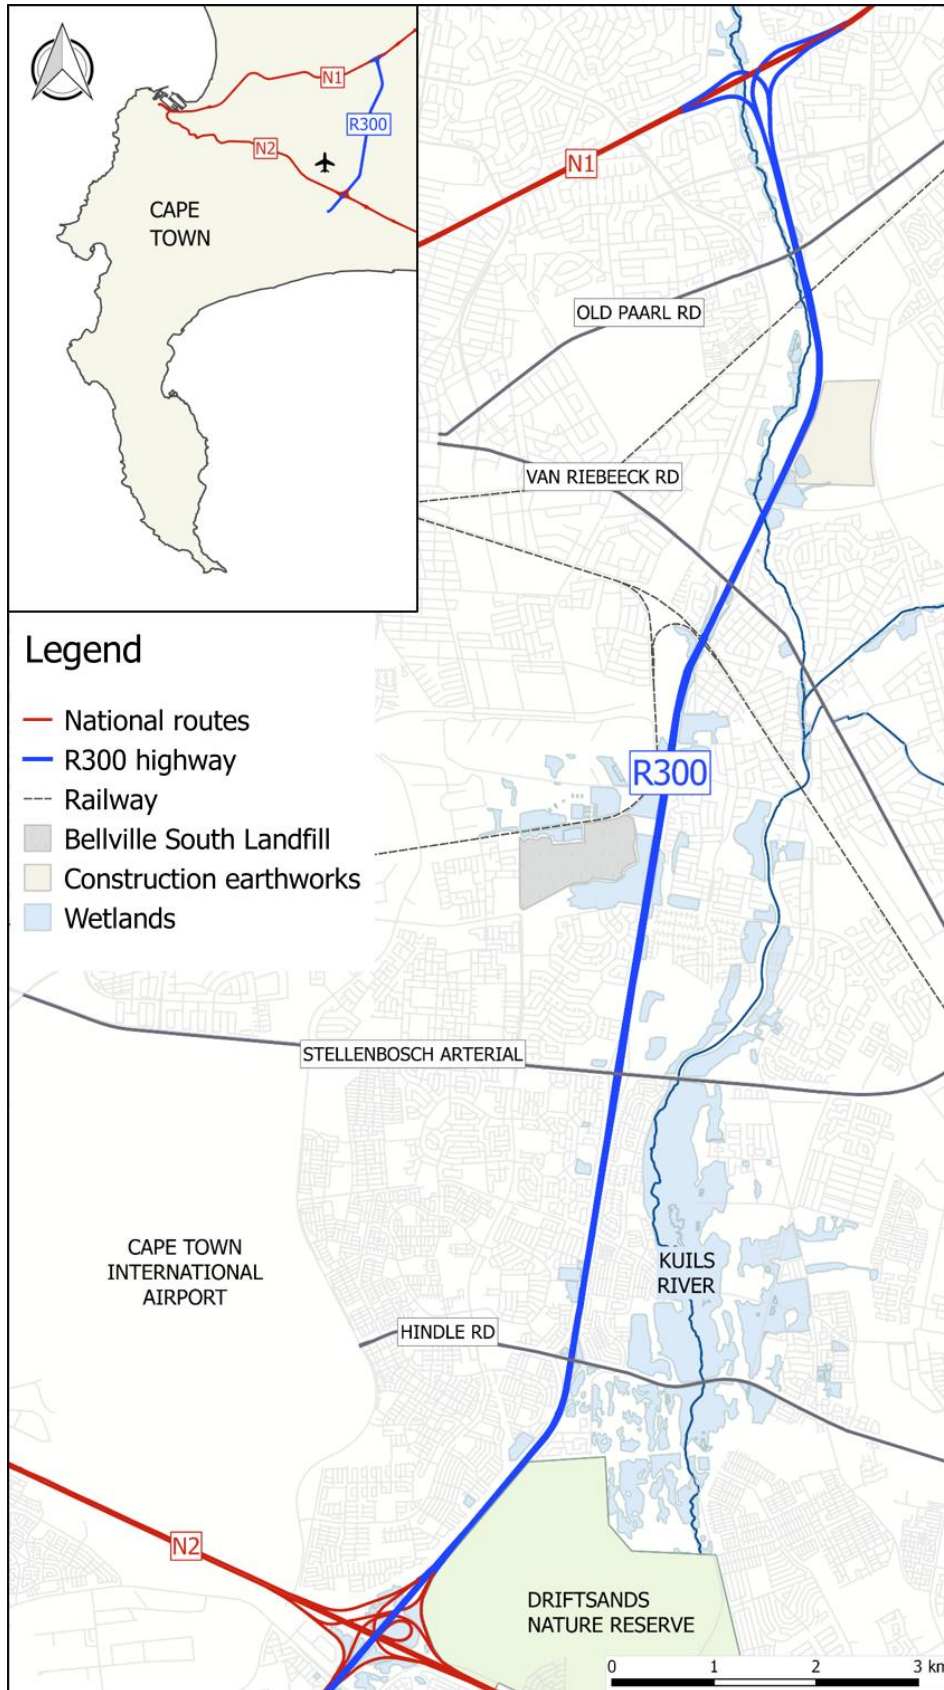 N1
R300
N2
CAPE
TOWN
N1
OLD PAARL RD
VAN RIEBEECK RD
Legend
National routes
R300 highway
Railway
Bellville South Landfill
Construction earthworks
Wetlands
R300
STELLENBOSCH ARTERIAL
CAPE TOWN
INTERNATIONAL
AIRPORT
KUILS
RIVER
HINDLE RD
N2
DRIFTSANDS
NATURE RESERVE
0 1 2 3 km